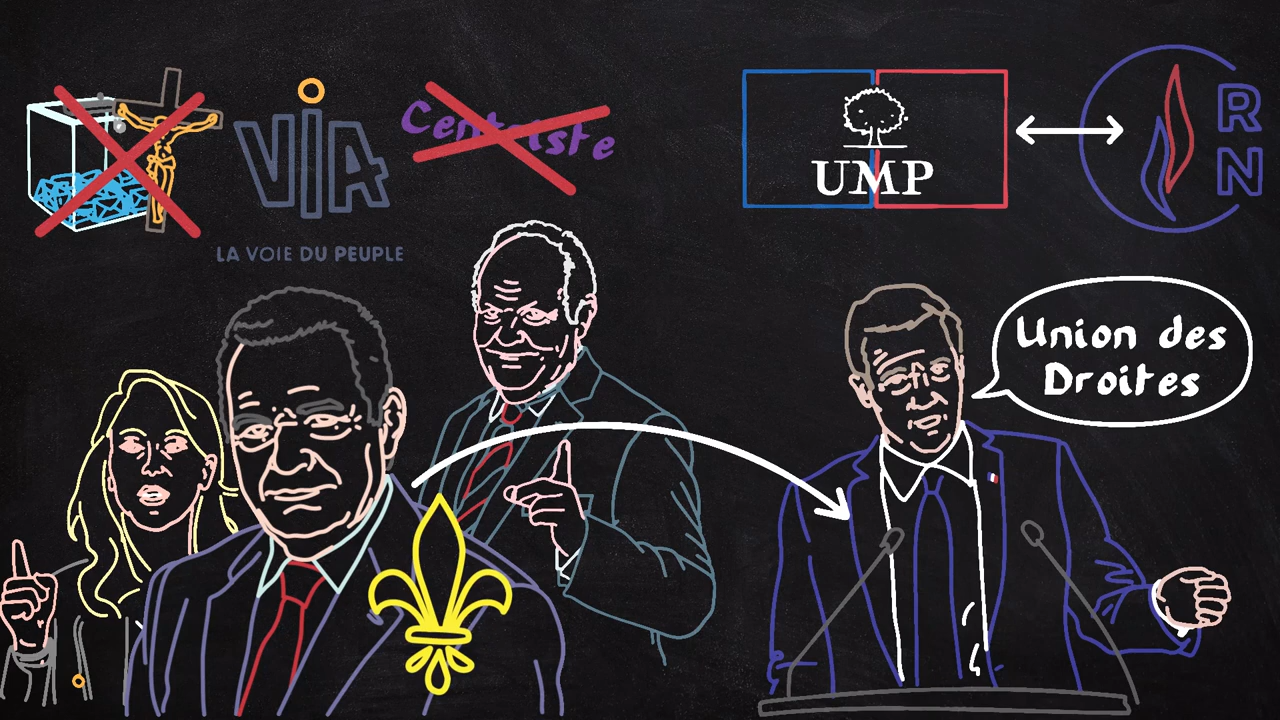 VIA
LA VOIE DU PEUPLE
Centriste
UMP
R
N
Union des
Droites